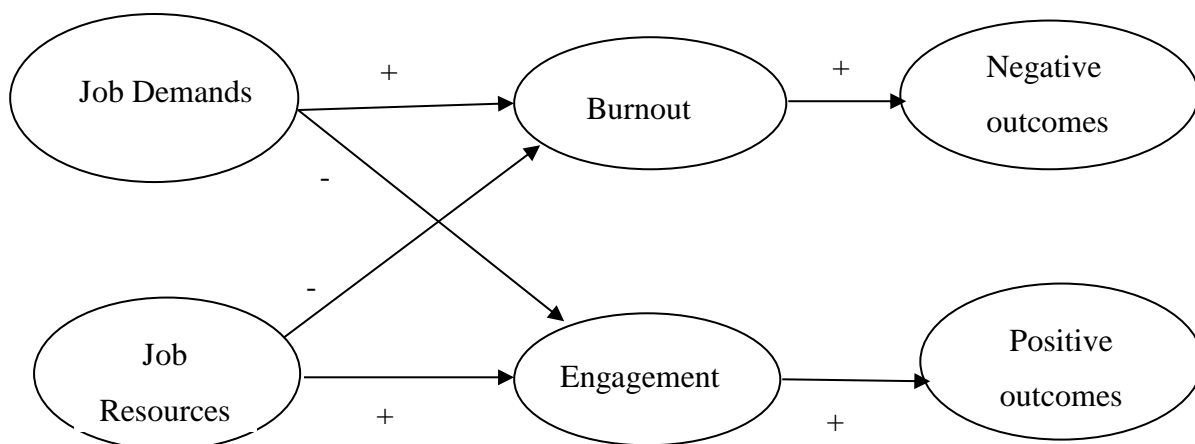 Job Demands
+
Burnout
+
Negative
outcomes
-
-
Job
Resources
+
Engagement
+
Positive
outcomes